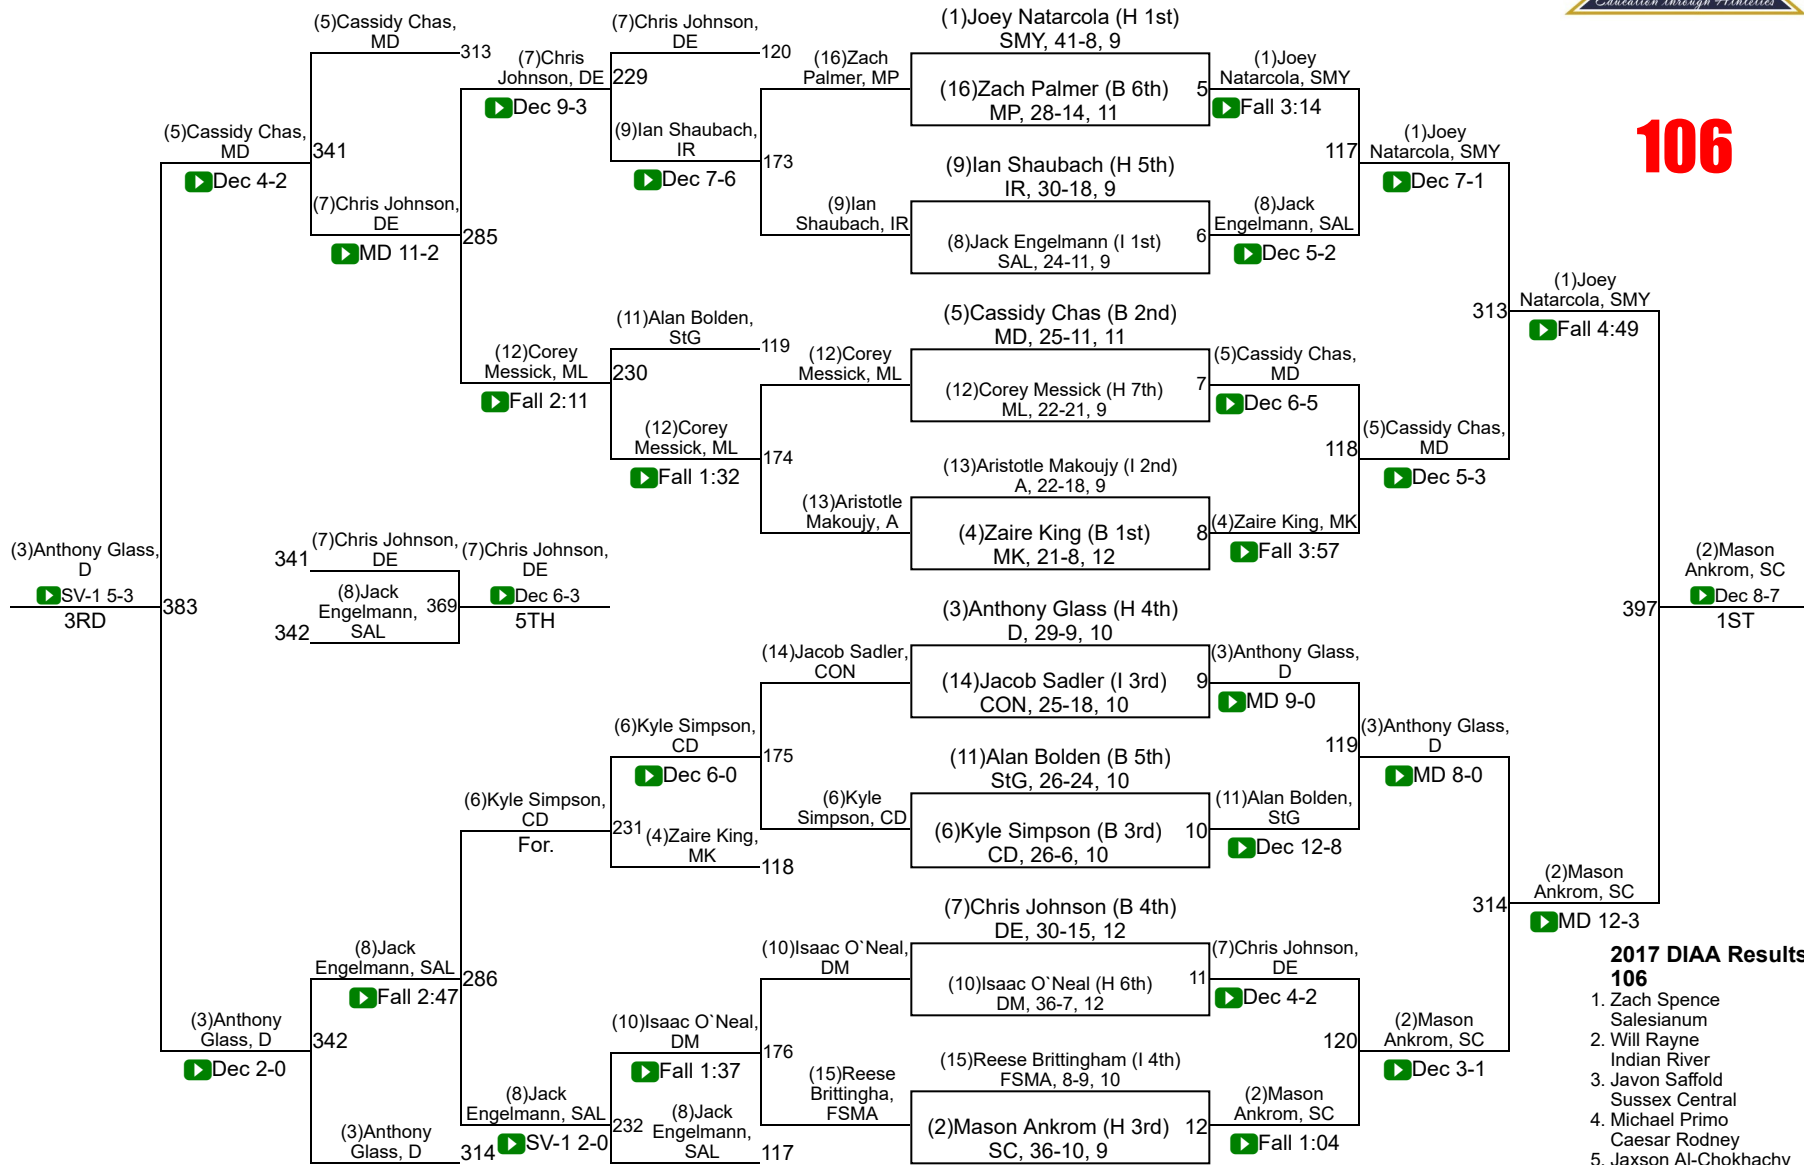 Education through Athletics
106
(5)Cassidy Chas,
MD
313
(5)Cassidy Chas,
MD
Dec 4-2
341
(7)Chris Johnson,
DE
MD 11-2
(7)Chris
Johnson, DE
Dec 9-3
285
(12)Corey
Messick, ML
Fall 2:11
(7)Chris Johnson,
DE
120
229
(9)Ian Shaubach,
IR
Dec 7-6
(11)Alan Bolden,
StG
119
230
(12)Corey
Messick, ML
Fall 1:32
(16)Zach
Palmer, MP
173
(9)Ian
Shaubach, IR
(12)Corey
Messick, ML
174
(13)Aristotle
Makoujy, A
(1)Joey Natarcola (H 1st)
SMY, 41-8, 9
(16)Zach Palmer (B 6th)
MP, 28-14, 11
5
(9)Ian Shaubach (H 5th)
IR, 30-18, 9
(8)Jack Engelmann (I 1st)
SAL, 24-11, 9
6
(5)Cassidy Chas (B 2nd)
MD, 25-11, 11
(12)Corey Messick (H 7th)
ML, 22-21, 9
7
(13)Aristotle Makoujy (I 2nd)
A, 22-18, 9
(4)Zaire King (B 1st)
MK, 21-8, 12
8
(1)Joey
Natarcola, SMY
Fall 3:14
117
(8)Jack
Engelmann, SAL
Dec 5-2
(5)Cassidy Chas,
MD
Dec 6-5
118
(4)Zaire King, MK
Fall 3:57
(1)Joey
Natarcola, SMY
Dec 7-1
313
(5)Cassidy Chas,
MD
Dec 5-3
(1)Joey
Natarcola, SMY
Fall 4:49
(3)Anthony Glass,
D
SV-1 5-3
3RD
383
341
(7)Chris Johnson,
DE
342
(8)Jack
Engelmann,
SAL
369
(7)Chris Johnson,
DE
Dec 6-3
5TH
397
(2)Mason
Ankrom, SC
Dec 8-7
1ST
(3)Anthony Glass (H 4th)
D, 29-9, 10
(14)Jacob Sadler (I 3rd)
CON, 25-18, 10
9
(11)Alan Bolden (B 5th)
StG, 26-24, 10
(6)Kyle Simpson (B 3rd)
CD, 26-6, 10
10
(7)Chris Johnson (B 4th)
DE, 30-15, 12
(10)Isaac O`Neal (H 6th)
DM, 36-7, 12
11
(15)Reese Brittingham (I 4th)
FSMA, 8-9, 10
(2)Mason Ankrom (H 3rd)
SC, 36-10, 9
12
(14)Jacob Sadler,
CON
175
(6)Kyle
Simpson, CD
(10)Isaac O`Neal,
DM
176
(15)Reese
Brittingha,
FSMA
(6)Kyle Simpson,
CD
Dec 6-0
231
(4)Zaire King,
MK
118
(10)Isaac O`Neal,
DM
Fall 1:37
232
(8)Jack
Engelmann,
SAL
117
(6)Kyle Simpson,
CD
For.
286
(8)Jack
Engelmann, SAL
SV-1 2-0
(8)Jack
Engelmann, SAL
Fall 2:47
342
(3)Anthony
Glass, D
314
(3)Anthony
Glass, D
Dec 2-0
(3)Anthony Glass,
D
MD 9-0
119
(11)Alan Bolden,
StG
Dec 12-8
(7)Chris Johnson,
DE
Dec 4-2
120
(2)Mason
Ankrom, SC
Fall 1:04
(3)Anthony Glass,
D
MD 8-0
314
(2)Mason
Ankrom, SC
Dec 3-1
(2)Mason
Ankrom, SC
MD 12-3
2017 DIAA Results
106
1. Zach Spence
Salesianum
2. Will Rayne
Indian River
3. Javon Saffold
Sussex Central
4. Michael Primo
Caesar Rodney
5. Jaxson Al-Chokhachy